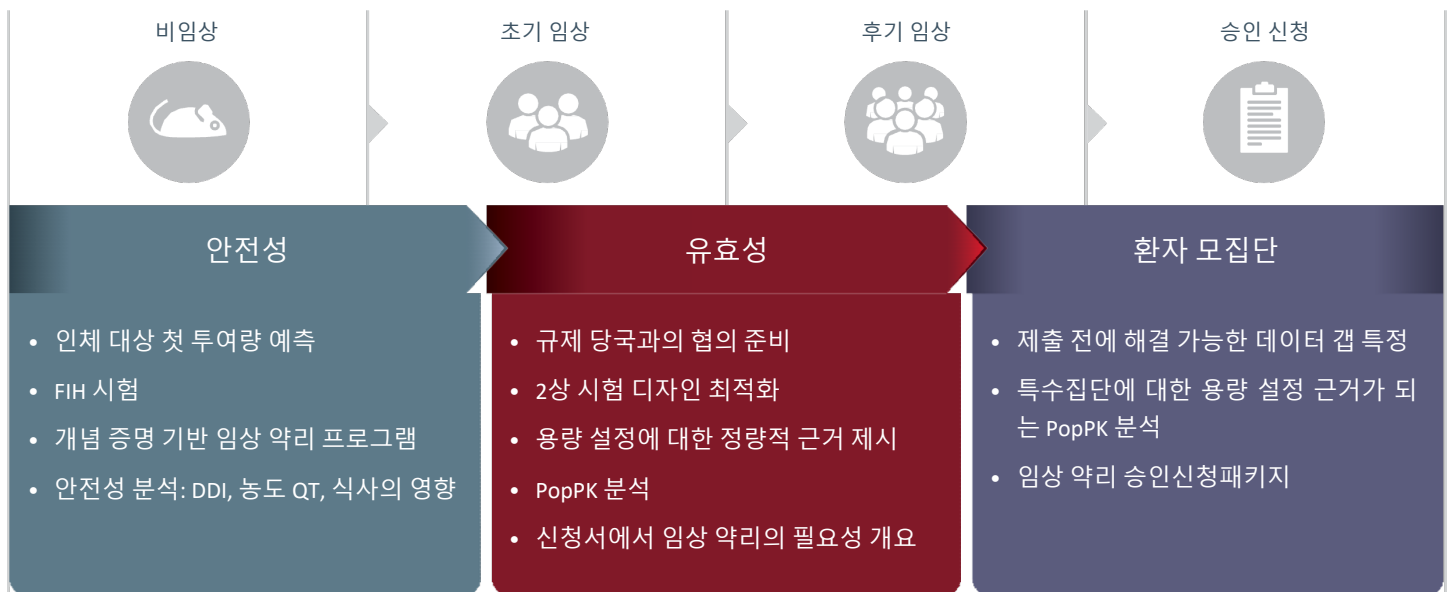 비임상
초기 임상
후기 임상
승인 신청
안전성
• 인체 대상 첫 투여량 예측
• FIH 시험
• 개념 증명 기반 임상 약리 프로그램
• 안전성 분석: DDI, 농도 QT, 식사의 영향
유효성
• 규제 당국과의 협의 준비
• 2상 시험 디자인 최적화
• 용량 설정에 대한 정량적 근거 제시
• PopPK 분석
• 신청서에서 임상 약리의 필요성 개요
환자 모집단
• 제출 전에 해결 가능한 데이터 갭 특정
• 특수집단에 대한 용량 설정 근거가 되
는 PopPK 분석
• 임상 약리 승인신청패키지